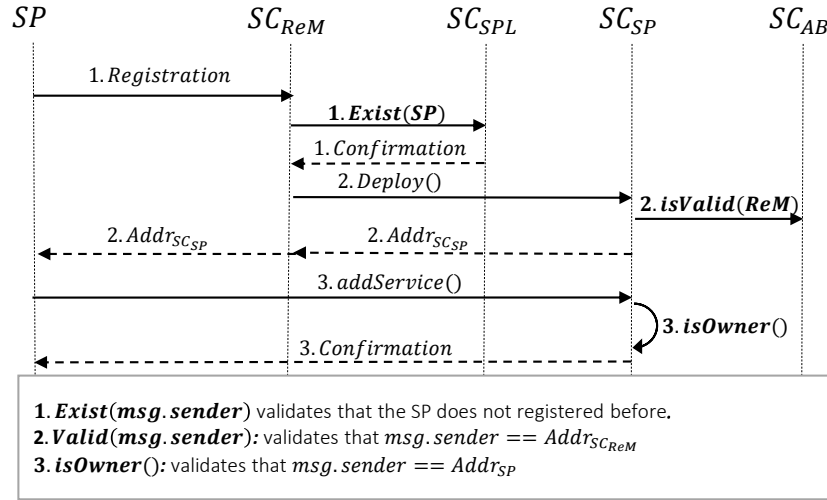 SP SC_ReM SC_SPL SC_SP SC_AB
1. Registration
1. Exist(SP)
1. Confirmation
2. Deploy()
2. isValid(ReM)
2. Addr_SC_SP 2. Addr_SC_SP
3. addService()
3. isOwner()
3. Confirmation
1. Exist(msg.sender) validates that the SP does not registered before.
2. Valid(msg.sender): validates that msg.sender == Addr_SC_ReM
3. isOwner(): validates that msg.sender == Addr_SP